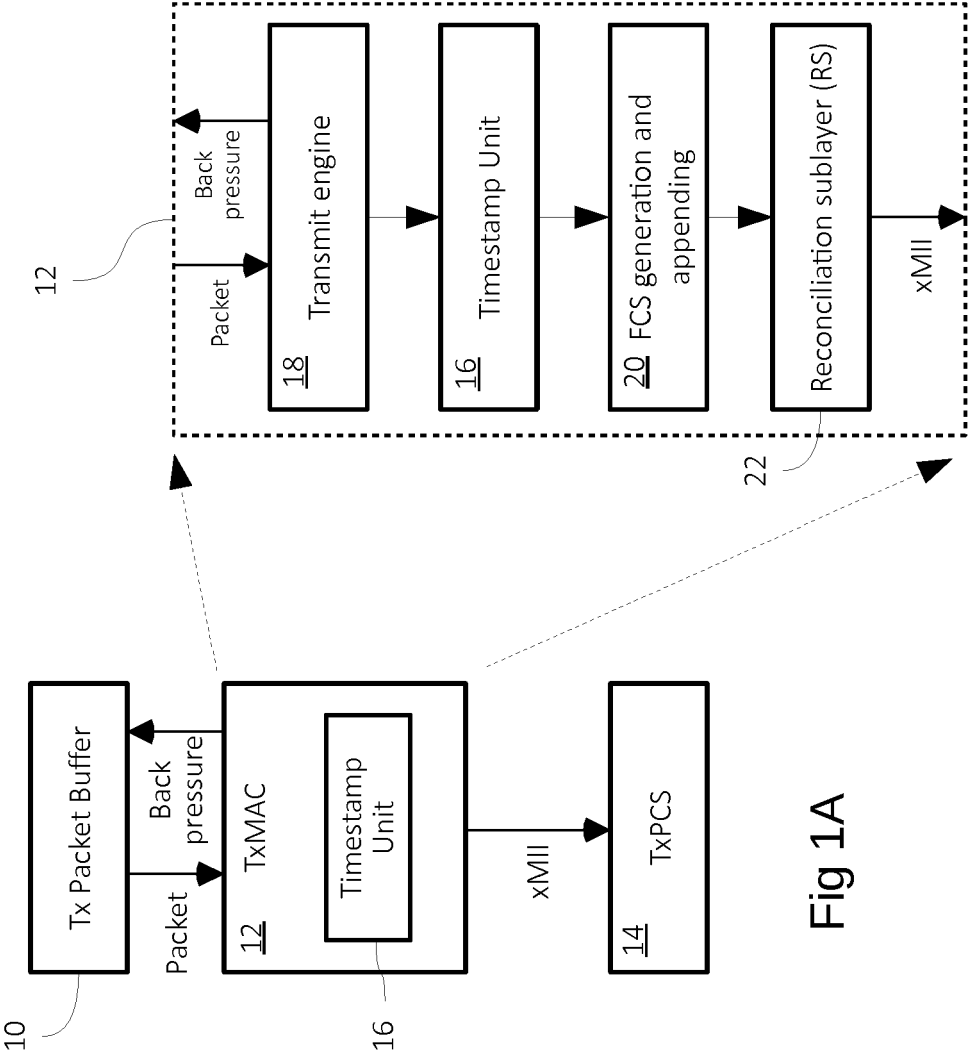 10
Tx Packet Buffer
Packet
Back
pressure
12
TxMAC
16
Timestamp
Unit
xMII
14
TxPCS
12
Packet
Back
pressure
18
Transmit engine
16
Timestamp Unit
20
FCS generation and
appending
22
Reconciliation sublayer (RS)
xMII
Fig 1A